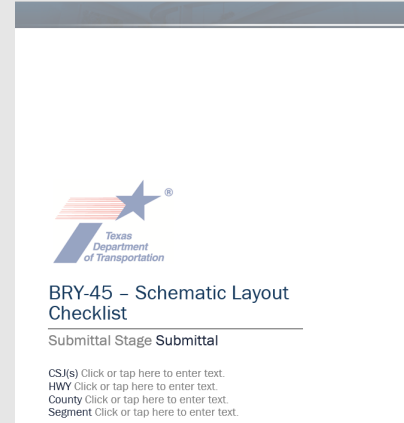 ®
Texas
Department
of Transportation
BRY-45 – Schematic Layout
Checklist
Submittal Stage Submittal
CSJ(s) Click or tap here to enter text.
HWY Click or tap here to enter text.
County Click or tap here to enter text.
Segment Click or tap here to enter text.